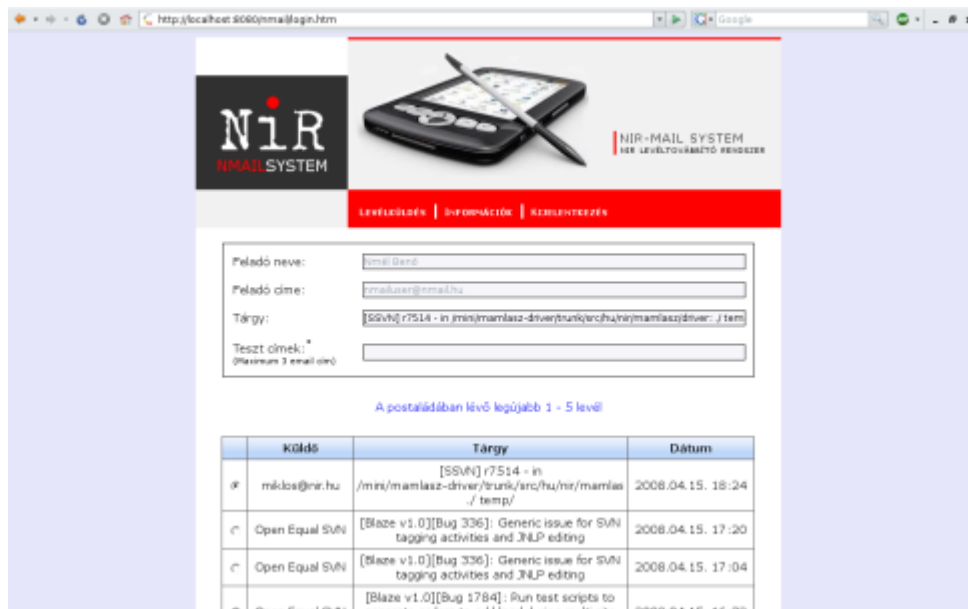 http://localhost:8080/nmail/login.htm
Google
NiR
NMAILSYSTEM
NIR-MAIL SYSTEM
NIR LEVÉLTOVÁBBÍTÓ RENDSZER
LEVÉLKÜLDÉS | INFORMÁCIÓK | KIJELENTKEZÉS
Feladó neve:
Nmél Benő
Feladó címe:
nmailuser@nmail.hu
Tárgy:
[SSVN] r7514 - in /mini/mamlasz-driver/trunk/src/hu/nir/mamlasz/driver: ./ tem
Teszt címek:*
(Maximum 3 email cím)
A postaládában lévő legújabb 1 - 5 levél
Küldő Tárgy Dátum
miklos@nir.hu [SSVN] r7514 - in /mini/mamlasz-driver/trunk/src/hu/nir/mamlas ./ temp/ 2008.04.15. 18:24
Open Equal SVN [Blaze v1.0][Bug 336]: Generic issue for SVN tagging activities and JNLP editing 2008.04.15. 17:20
Open Equal SVN [Blaze v1.0][Bug 336]: Generic issue for SVN tagging activities and JNLP editing 2008.04.15. 17:04
[Blaze v1.0][Bug 1784]: Run test scripts to